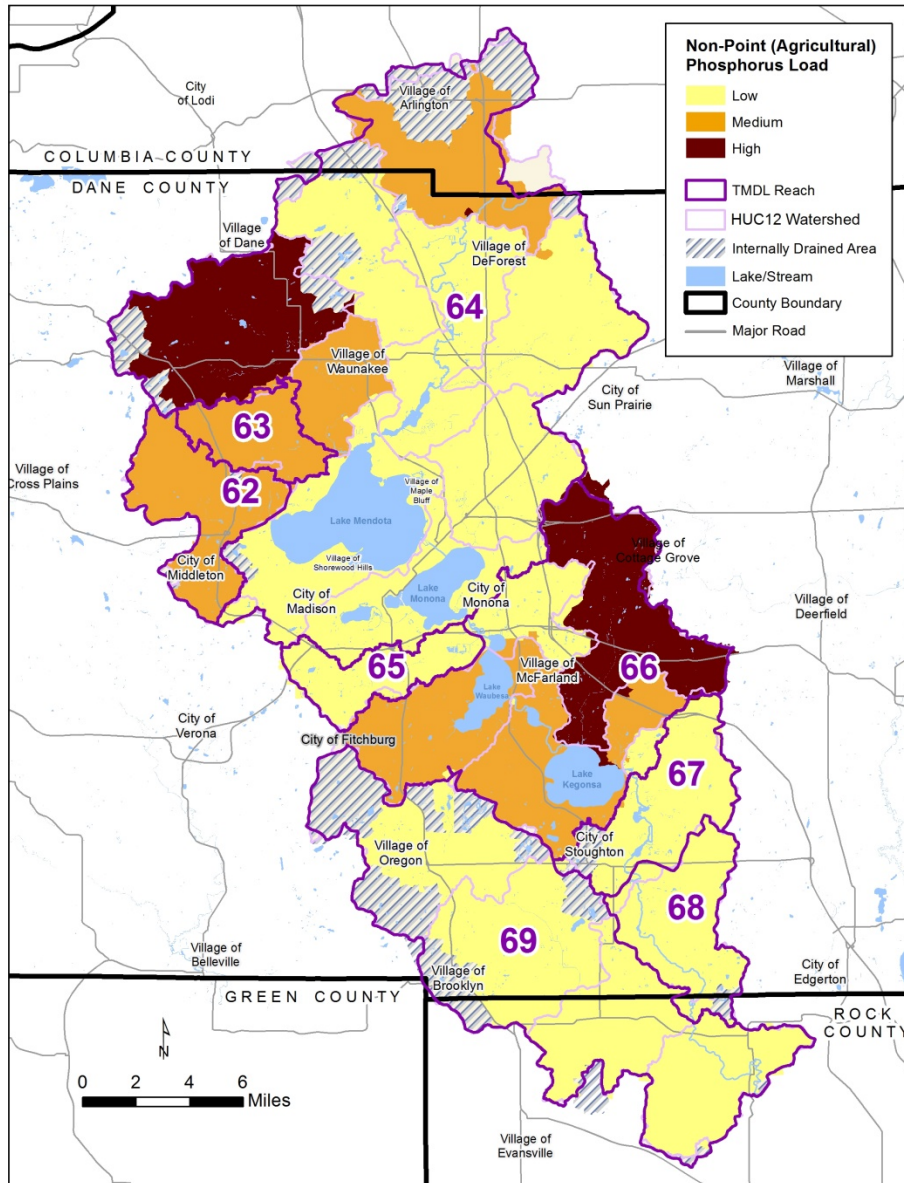 Non-Point (Agricultural)
Phosphorus Load
Low
Medium
High
TMDL Reach
HUC12 Watershed
Internally Drained Area
Lake/Stream
County Boundary
Major Road
City
of Lodi
Village of
Arlington
COLUMBIA COUNTY
DANE COUNTY
Village
of Dane
Village of
DeForest
64
Village of
Waunakee
Village of
Marshall
City of
Sun Prairie
63
Village of
Cross Plains
62
Village
of Maple
Bluff
Lake Mendota
Village of
Shorewood Hills
Village of
Cottage Grove
City of
Middleton
City of
Madison
Lake
Monona
City of
Monona
Village of
Deerfield
65
66
Village of
McFarland
Lake
Waubesa
City of
Verona
City of Fitchburg
67
Lake
Kegonsa
City of
Stoughton
Village of
Oregon
68
69
Village of
Belleville
Village of
Brooklyn
City of
Edgerton
GREEN COUNTY
ROCK
COUNTY
N
0 2 4 6
Miles
Village of
Evansville